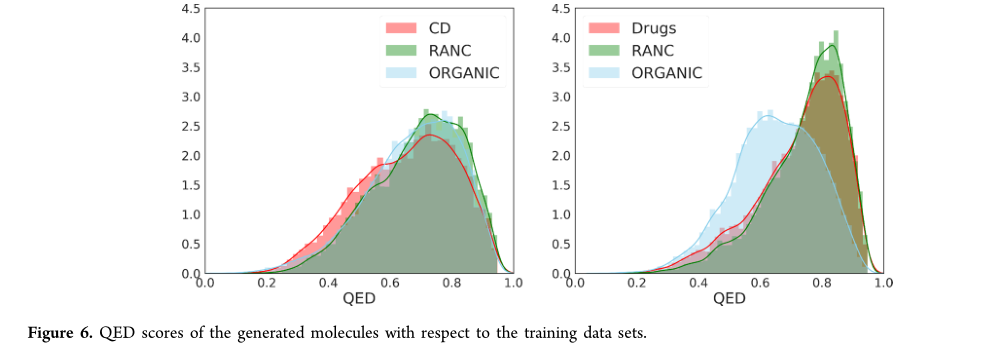 4.5
4.0
3.5
3.0
2.5
2.0
1.5
1.0
0.5
0.0
0.0 0.2 0.4 0.6 0.8 1.0
QED
CD
RANC
ORGANIC
4.5
4.0
3.5
3.0
2.5
2.0
1.5
1.0
0.5
0.0
0.0 0.2 0.4 0.6 0.8 1.0
QED
Drugs
RANC
ORGANIC
Figure 6. QED scores of the generated molecules with respect to the training data sets.